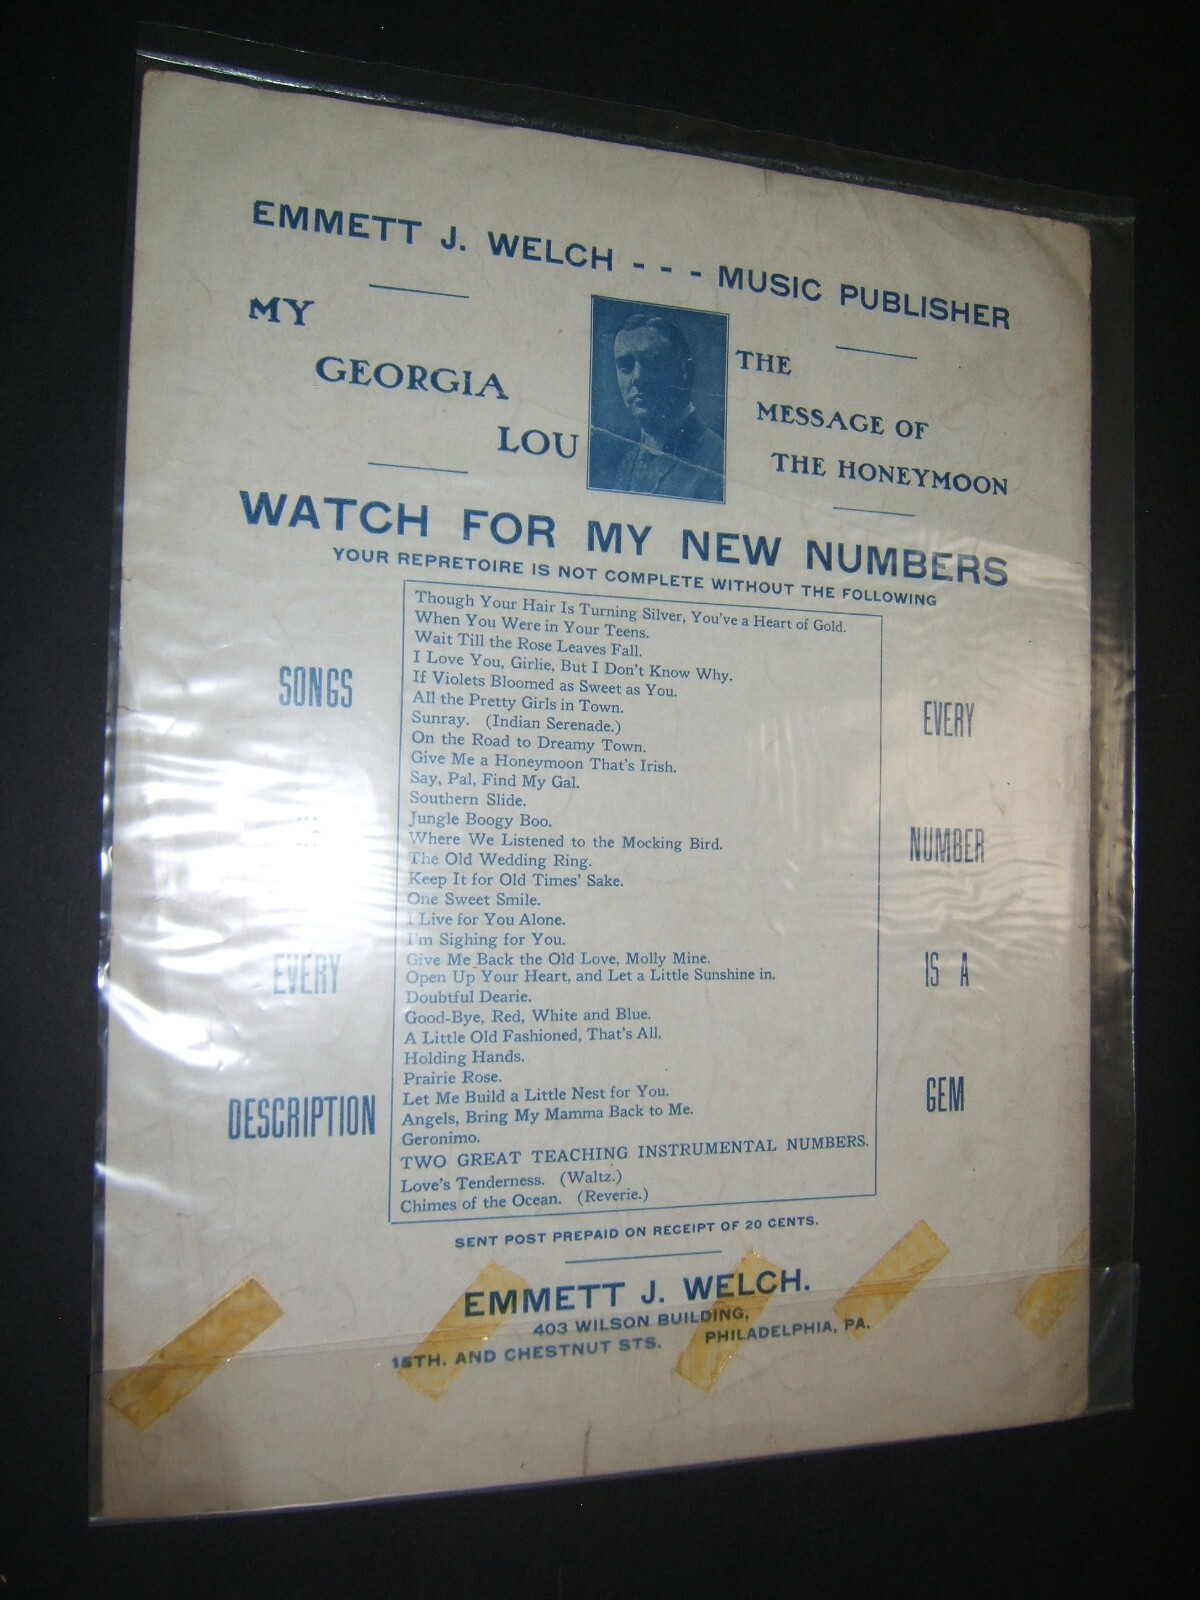 EMMETT J. WELCH - - - MUSIC PUBLISHER
MY
GEORGIA
LOU
THE
MESSAGE OF
THE HONEYMOON
WATCH FOR MY NEW NUMBERS
YOUR REPRETOIRE IS NOT COMPLETE WITHOUT THE FOLLOWING
SONGS
EVERY
DESCRIPTION
Though Your Hair Is Turning Silver, You've a Heart of Gold.
When You Were in Your Teens.
Wait Till the Rose Leaves Fall.
I Love You, Girlie, But I Don't Know Why.
If Violets Bloomed as Sweet as You.
All the Pretty Girls in Town.
Sunray. (Indian Serenade.)
On the Road to Dreamy Town.
Give Me a Honeymoon That's Irish.
Say, Pal, Find My Gal.
Southern Slide.
Jungle Boogy Boo.
Where We Listened to the Mocking Bird.
The Old Wedding Ring.
Keep It for Old Times' Sake.
One Sweet Smile.
I Live for You Alone.
I'm Sighing for You.
Give Me Back the Old Love, Molly Mine.
Open Up Your Heart, and Let a Little Sunshine in.
Doubtful Dearie.
Good-Bye, Red, White and Blue.
A Little Old Fashioned, That's All.
Holding Hands.
Prairie Rose.
Let Me Build a Little Nest for You.
Angels, Bring My Mamma Back to Me.
Geronimo.
TWO GREAT TEACHING INSTRUMENTAL NUMBERS.
Love's Tenderness. (Waltz.)
Chimes of the Ocean. (Reverie.)
EVERY
NUMBER
IS A
GEM
SENT POST PREPAID ON RECEIPT OF 20 CENTS.
EMMETT J. WELCH.
403 WILSON BUILDING,
15TH. AND CHESTNUT STS. PHILADELPHIA, PA.